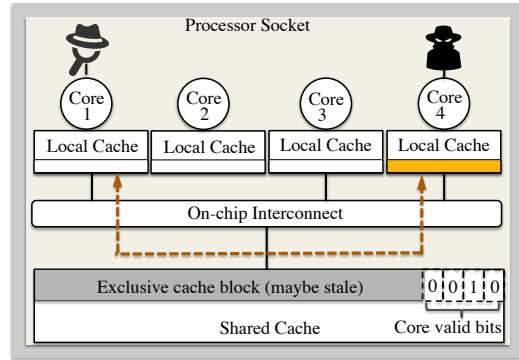 Processor Socket
Core 1
Core 2
Core 3
Core 4
Local Cache
Local Cache
Local Cache
Local Cache
On-chip Interconnect
Exclusive cache block (maybe stale)
0 0 1 0
Shared Cache
Core valid bits